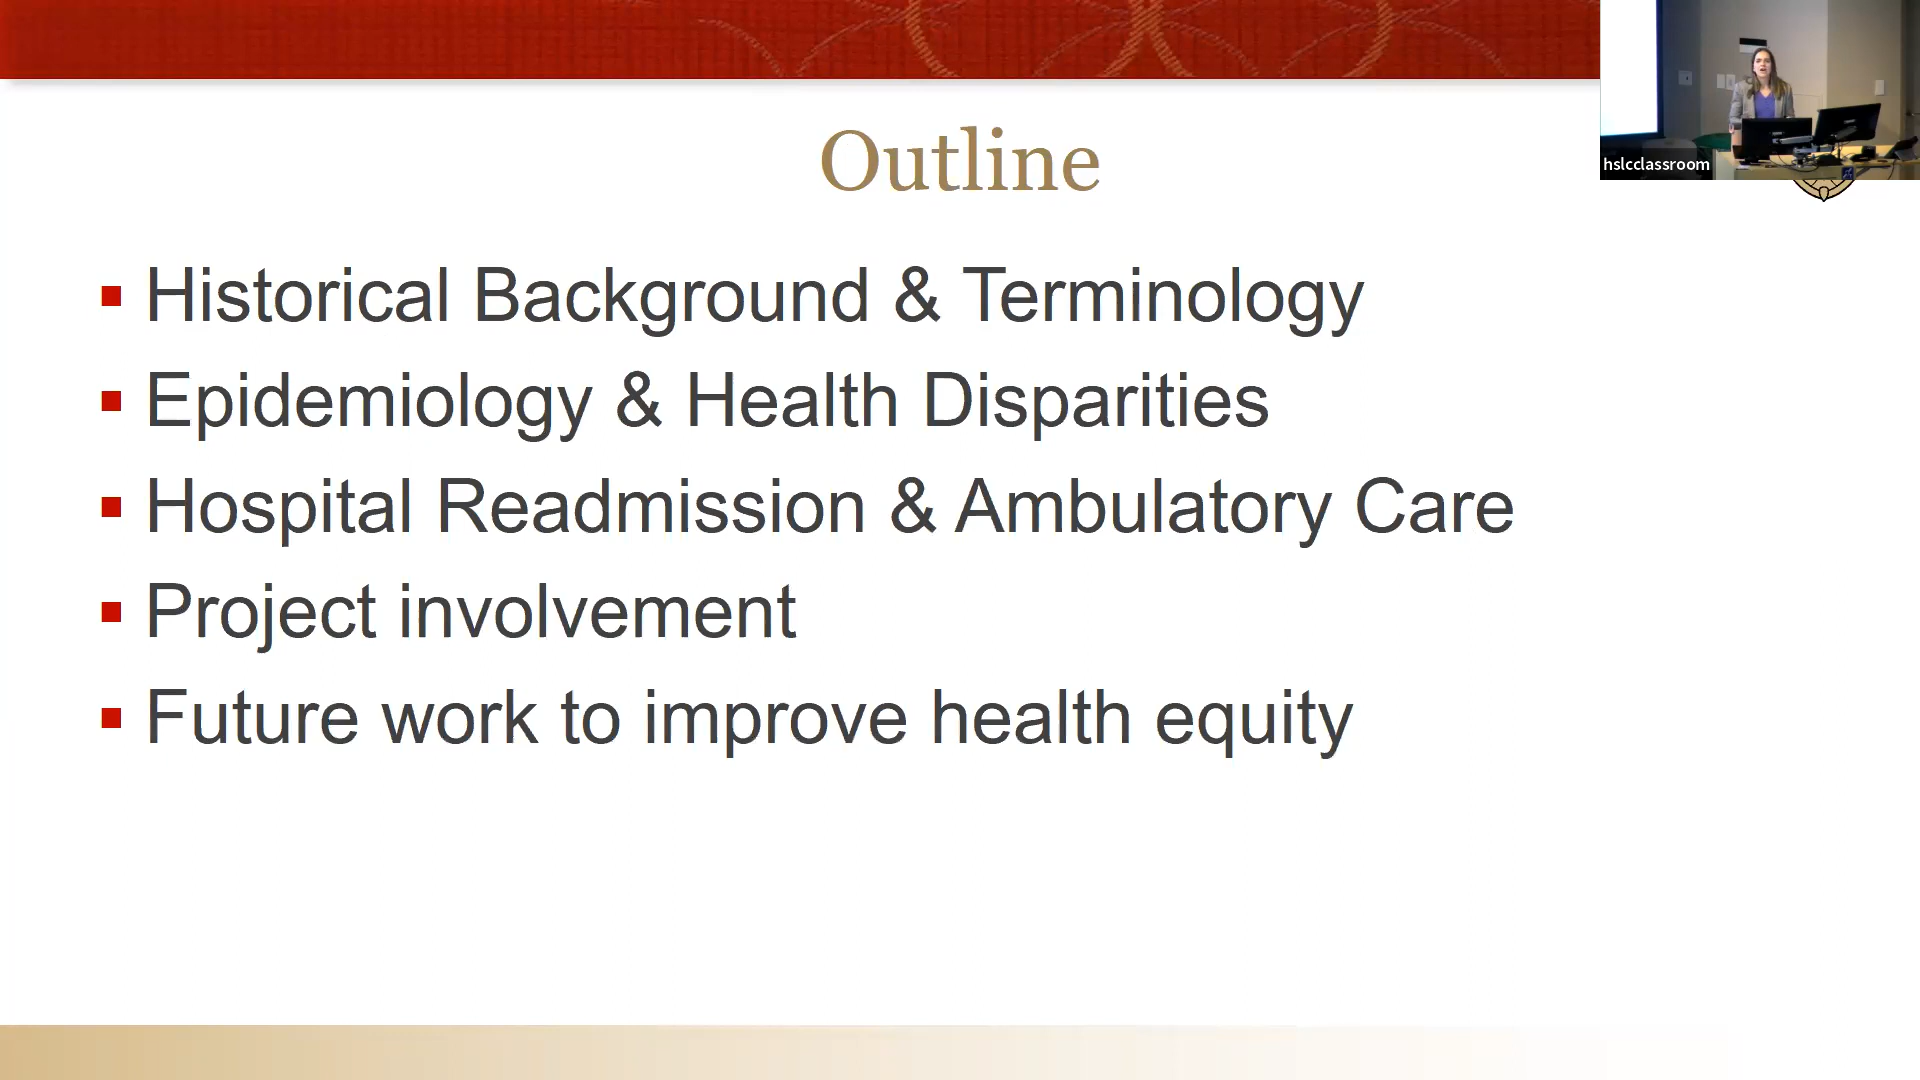 Outline
hslcclassroom
Historical Background & Terminology
Epidemiology & Health Disparities
Hospital Readmission & Ambulatory Care
Project involvement
Future work to improve health equity